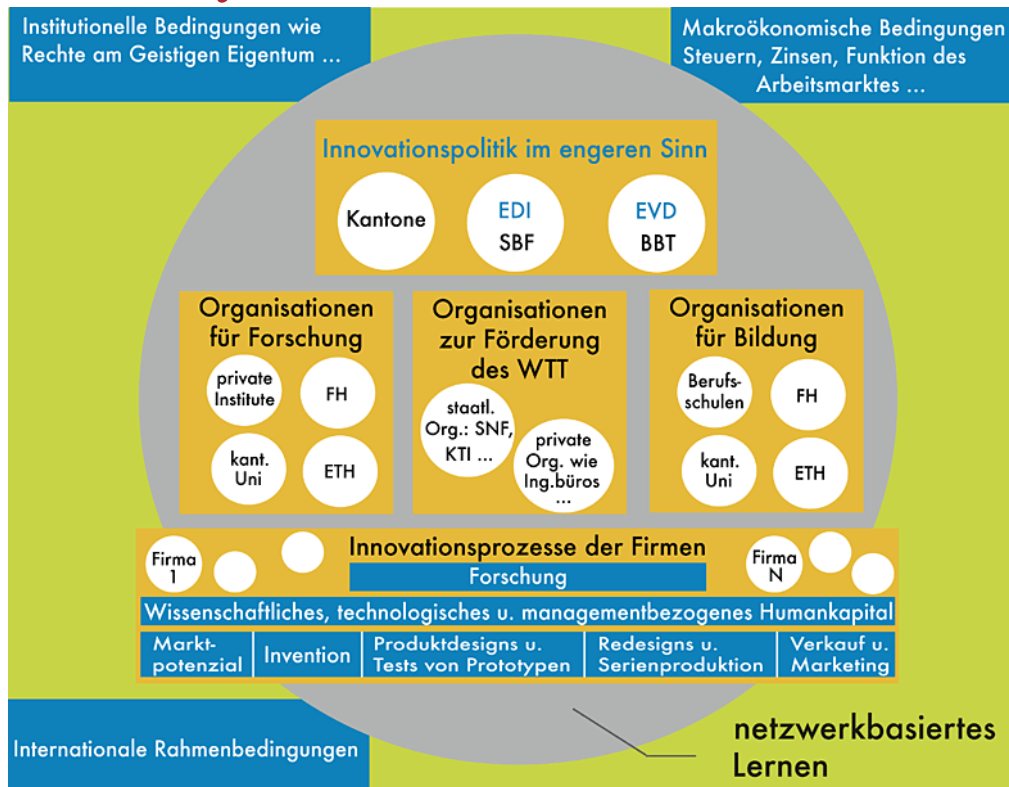 Institutionelle Bedingungen wie
Rechte am Geistigen Eigentum ...
Makroökonomische Bedingungen
Steuern, Zinsen, Funktion des
Arbeitsmarktes ...
Innovationspolitik im engeren Sinn
Kantone
EDI
SBF
EVD
BBT
Organisationen
für Forschung
private
Institute
FH
kant.
Uni
ETH
Organisationen
zur Förderung
des WTT
staatl.
Org.: SNF,
KTI ...
private
Org. wie
Ing.büros
...
Organisationen
für Bildung
Berufs-
schulen
FH
kant.
Uni
ETH
Firma
1
Innovationsprozesse der Firmen
Firma
N
Forschung
Wissenschaftliches, technologisches u. managementbezogenes Humankapital
Markt-
potenzial
Invention
Produktdesigns u.
Tests von Prototypen
Redesigns u.
Serienproduktion
Verkauf u.
Marketing
Internationale Rahmenbedingungen
netzwerkbasiertes
Lernen